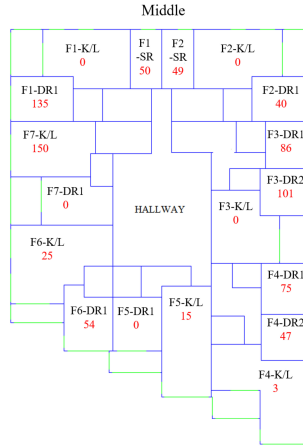 Middle
F1-K/L
0
F1
-SR
50
F2
-SR
49
F2-K/L
0
F1-DR1
135
F2-DR1
40
F7-K/L
150
F3-DR1
86
F7-DR1
0
HALLWAY
F3-K/L
0
F3-DR2
101
F6-K/L
25
F4-DR1
75
F6-DR1
54
F5-DR1
0
F5-K/L
15
F4-DR2
47
F4-K/L
3